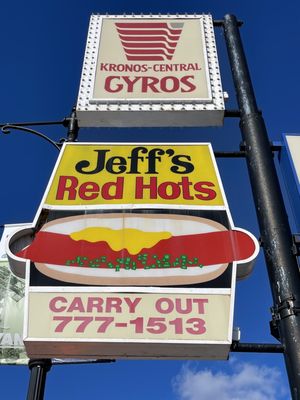 KRONOS-CENTRAL
GYROS
Jeff's
Red Hots
CARRY OUT
777-1513